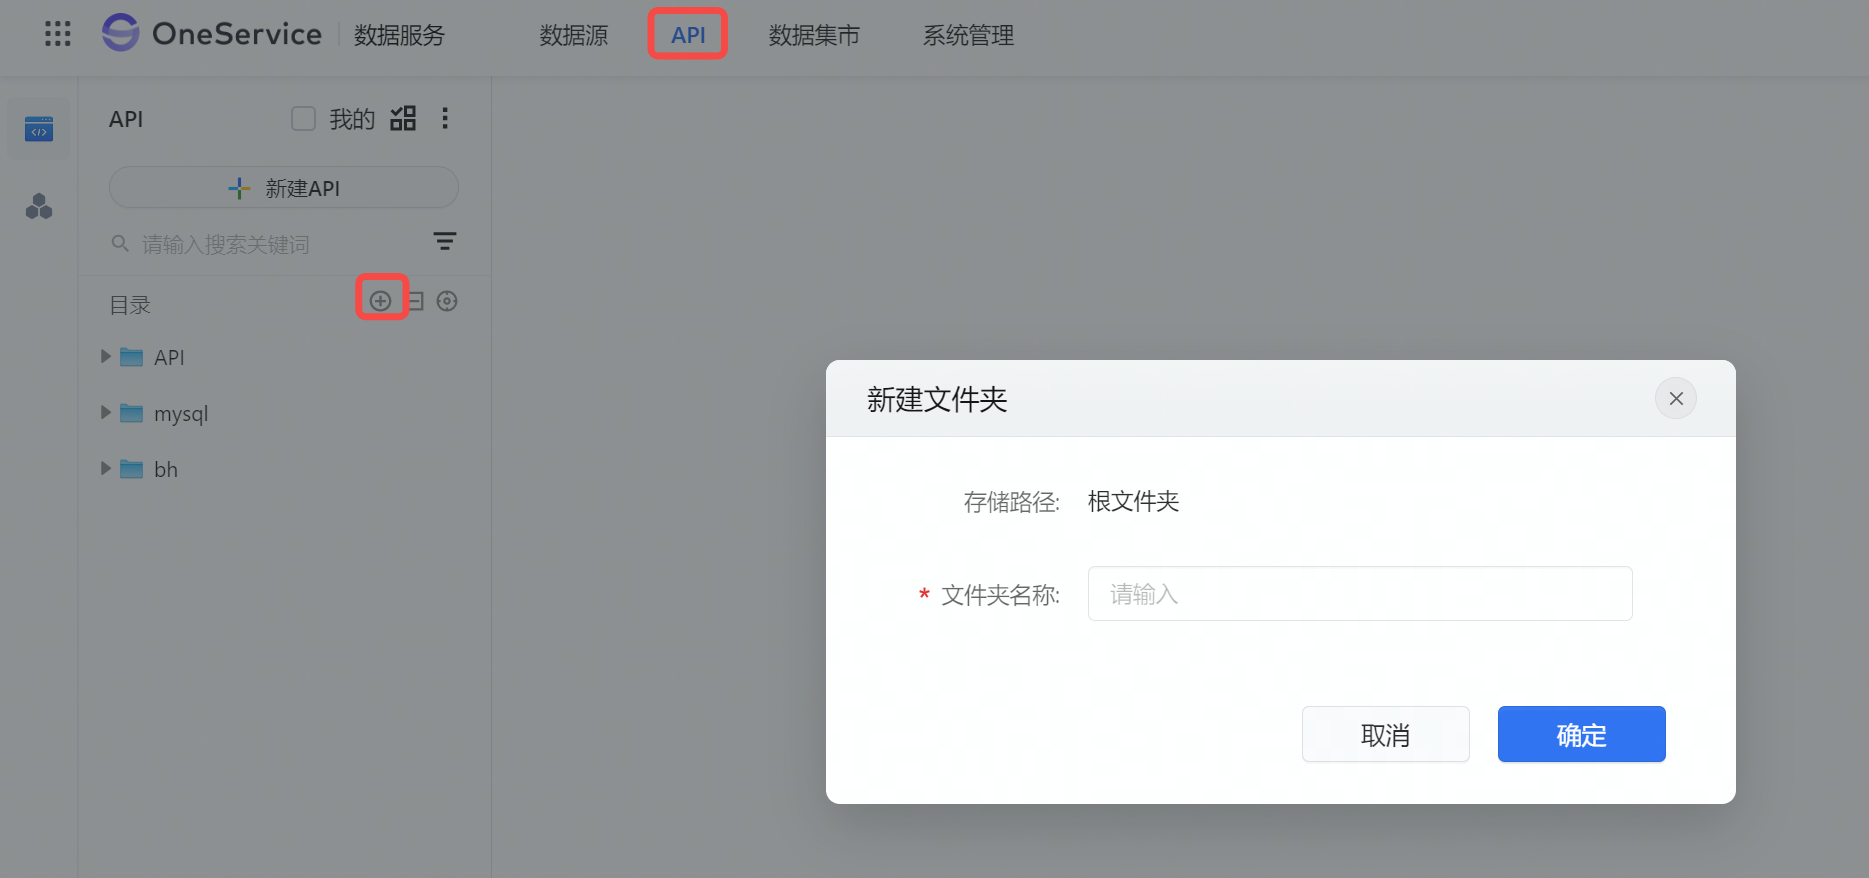 OneService 数据服务 数据源 API 数据集市 系统管理
API 我的
新建API
请输入搜索关键词
目录
API
mysql
bh
新建文件夹
存储路径: 根文件夹
* 文件夹名称: 请输入
取消 确定